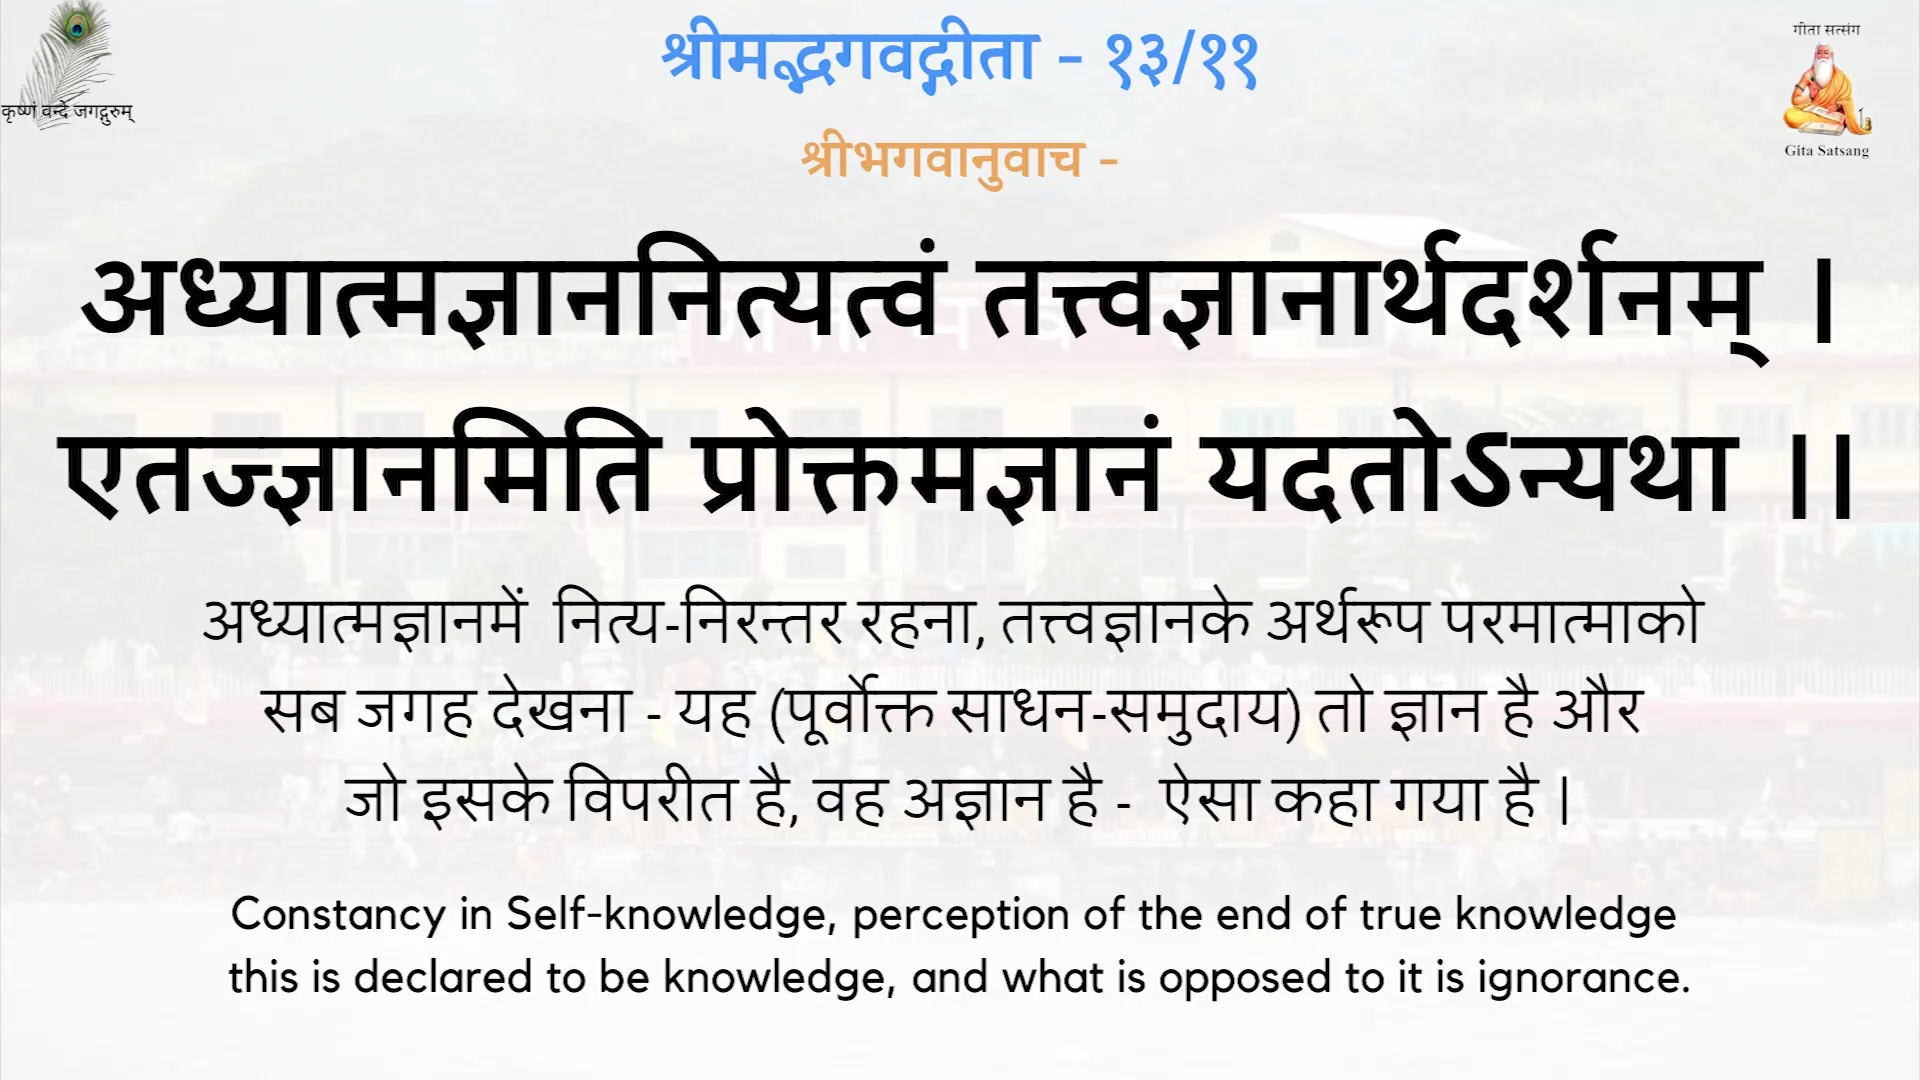 श्रीमद्भगवद्गीता - १३/११
गीता सत्संग
कृष्णं वन्दे जगद्गुरुम्
श्रीभगवानुवाच -
Gita Satsang
अध्यात्मज्ञाननित्यत्वं तत्त्वज्ञानार्थदर्शनम् ।
एतज्ज्ञानमिति प्रोक्तमज्ञानं यदतोऽन्यथा ।।
अध्यात्मज्ञानमें नित्य-निरन्तर रहना, तत्त्वज्ञानके अर्थरूप परमात्माको
सब जगह देखना - यह (पूर्वोक्त साधन-समुदाय) तो ज्ञान है और
जो इसके विपरीत है, वह अज्ञान है - ऐसा कहा गया है |
Constancy in Self-knowledge, perception of the end of true knowledge
this is declared to be knowledge, and what is opposed to it is ignorance.